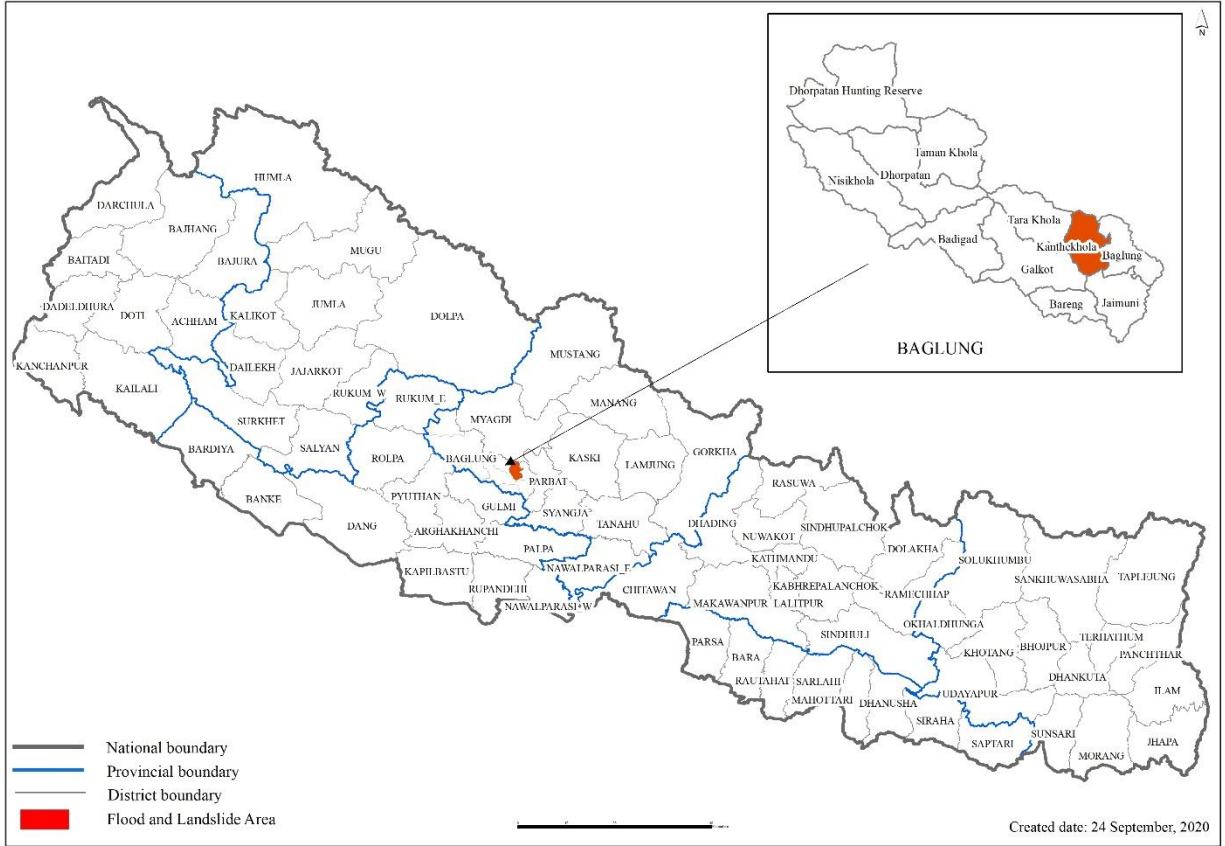 N
Dhorpatan Hunting Reserve
Taman Khola
Dhorpatan
Nisikhola
Tara Khola
Badigad
Kanthekhola
Baglung
Galkot
Bareng
Jaimuni
BAGLUNG
HUMLA
DARCHULA
BAJHANG
MUGU
BAITADI
BAJURA
DADELDHURA
JUMLA
DOTI
ACHHAM
KALIKOT
DOLPA
MUSTANG
KANCHANPUR
DAILEKH
JAJARKOT
KAILALI
RUKUM_W
RUKUM_E
MANANG
SURKHET
MYAGDI
GORKHA
BARDIYA
SALYAN
ROLPA
BAGLUNG
KASKI
LAMJUNG
PARBAT
RASUWA
BANKE
PYUTHAN
GULMI
SYANGJA
DANG
ARGHAKHANCHI
TANAHU
DHADING
NUWAKOT
SINDHUPALCHOK
DOLAKHA
PALPA
KATHMANDU
SOLUKHUMBU
KAPILBASTU
NAWALPARASI_E
SANKHUWASABHA
TAPLEJUNG
RUPANDEHI
CHITAWAN
KABHREPALANCHOK
RAMECHHAP
NAWALPARASI_W
MAKAWANPUR
LALITPUR
OKHALDHUNGA
PARSA
SINDHULI
TERHATHUM
BARA
KHOTANG
BHOJPUR
PANCHTHAR
RAUTAHAT
SARLAHI
DHANKUTA
MAHOTTARI
DHANUSHA
UDAYAPUR
ILAM
SIRAHA
SUNSARI
SAPTARI
MORANG
JHAPA
National boundary
Provincial boundary
District boundary
Flood and Landslide Area
Created date: 24 September, 2020